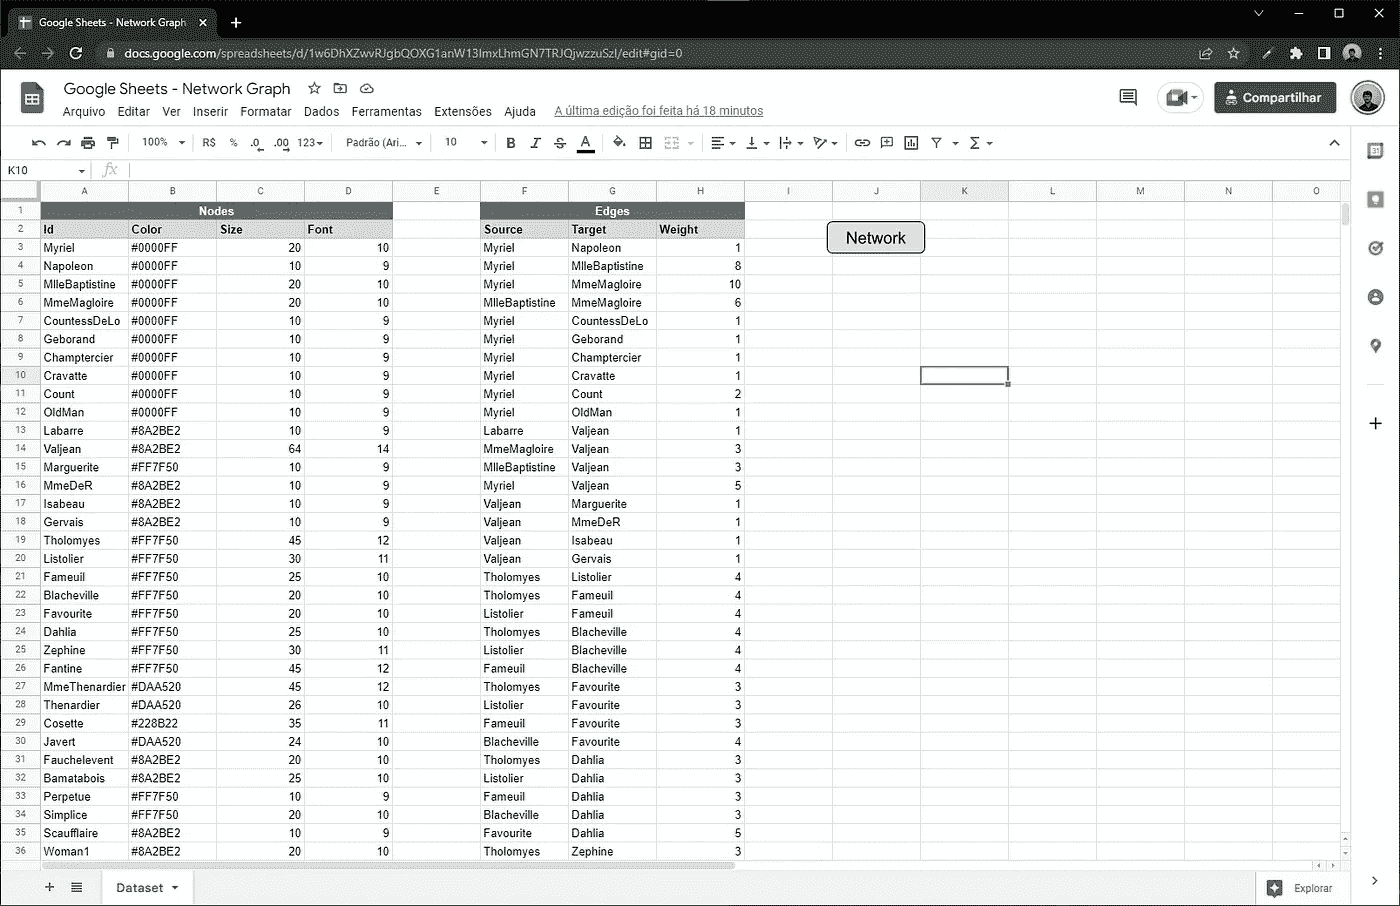 Google Sheets - Network Graph
docs.google.com/spreadsheets/d/1w6DhXZwvRJgbQOXG1anW13ImxLhmGN7TRJQjwzzuSzI/edit#gid=0
Google Sheets - Network Graph
Arquivo Editar Ver Inserir Formatar Dados Ferramentas Extensões Ajuda A última edição foi feita há 18 minutos
Compartilhar
100% R$ % .0 .00 123 Padrão (Ari... 10 B I S A
K10 fx
A B C D E F G H I J K L M N O
1 Nodes Edges
2 Id Color Size Font Source Target Weight
Network
3 Myriel #0000FF 20 10 Myriel Napoleon 1
4 Napoleon #0000FF 10 9 Myriel MlleBaptistine 8
5 MlleBaptistine #0000FF 20 10 Myriel MmeMagloire 10
6 MmeMagloire #0000FF 20 10 MlleBaptistine MmeMagloire 6
7 CountessDeLo #0000FF 10 9 Myriel CountessDeLo 1
8 Geborand #0000FF 10 9 Myriel Geborand 1
9 Champtercier #0000FF 10 9 Myriel Champtercier 1
10 Cravatte #0000FF 10 9 Myriel Cravatte 1
11 Count #0000FF 10 9 Myriel Count 2
12 OldMan #0000FF 10 9 Myriel OldMan 1
13 Labarre #8A2BE2 10 9 Labarre Valjean 1
14 Valjean #8A2BE2 64 14 MmeMagloire Valjean 3
15 Marguerite #FF7F50 10 9 MlleBaptistine Valjean 3
16 MmeDeR #8A2BE2 10 9 Myriel Valjean 5
17 Isabeau #8A2BE2 10 9 Valjean Marguerite 1
18 Gervais #8A2BE2 10 9 Valjean MmeDeR 1
19 Tholomyes #FF7F50 45 12 Valjean Isabeau 1
20 Listolier #FF7F50 30 11 Valjean Gervais 1
21 Fameuil #FF7F50 25 10 Tholomyes Listolier 4
22 Blacheville #FF7F50 20 10 Tholomyes Fameuil 4
23 Favourite #FF7F50 20 10 Listolier Fameuil 4
24 Dahlia #FF7F50 25 10 Tholomyes Blacheville 4
25 Zephine #FF7F50 30 11 Listolier Blacheville 4
26 Fantine #FF7F50 45 12 Fameuil Blacheville 4
27 MmeThenardier #DAA520 45 12 Tholomyes Favourite 3
28 Thenardier #DAA520 26 10 Listolier Favourite 3
29 Cosette #228B22 35 11 Fameuil Favourite 3
30 Javert #DAA520 24 10 Blacheville Favourite 4
31 Fauchelevent #8A2BE2 20 10 Tholomyes Dahlia 3
32 Bamatabois #8A2BE2 25 10 Listolier Dahlia 3
33 Perpetue #FF7F50 10 9 Fameuil Dahlia 3
34 Simplice #FF7F50 20 10 Blacheville Dahlia 3
35 Scaufflaire #8A2BE2 10 9 Favourite Dahlia 5
36 Woman1 #8A2BE2 20 10 Tholomyes Zephine 3
Dataset Explorar